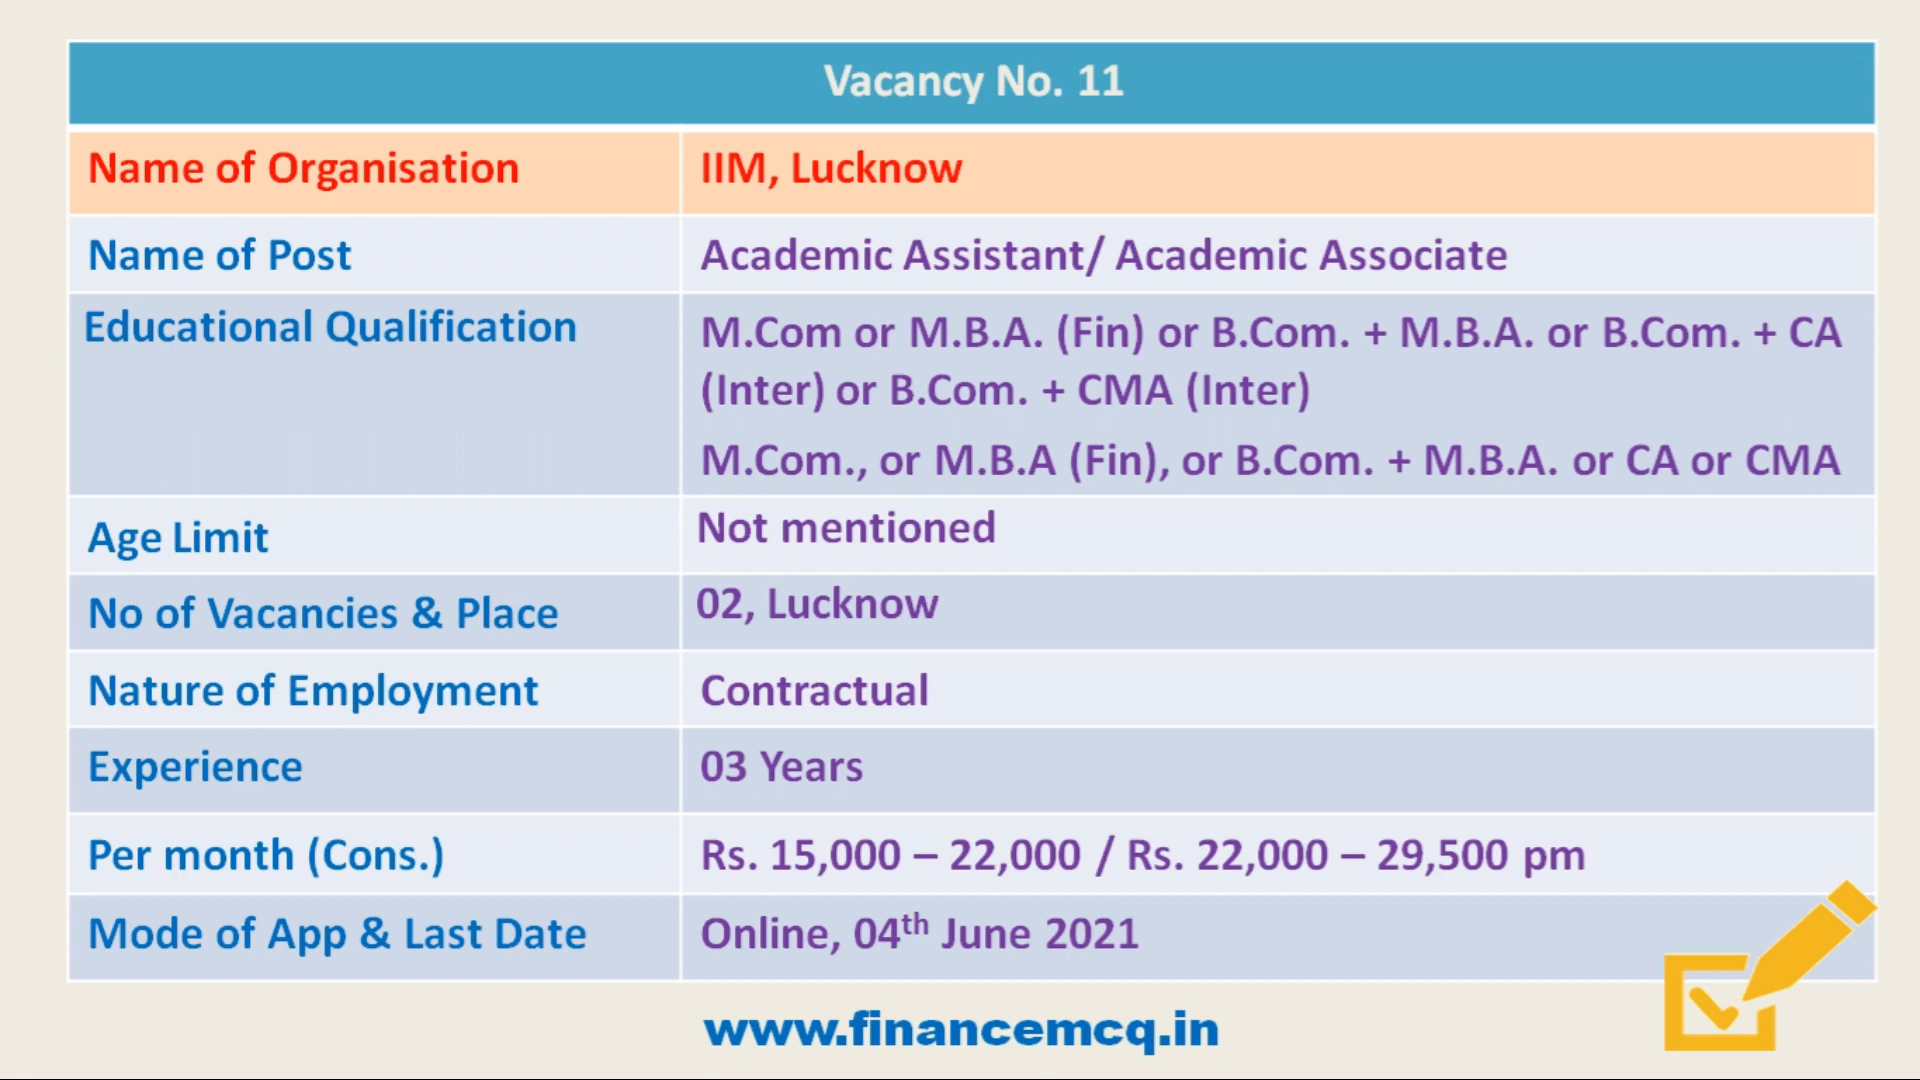 Vacancy No. 11
Name of Organisation
IIM, Lucknow
Name of Post
Academic Assistant/ Academic Associate
Educational Qualification
M.Com or M.B.A. (Fin) or B.Com. + M.B.A. or B.Com. + CA
(Inter) or B.Com. + CMA (Inter)
M.Com., or M.B.A (Fin), or B.Com. + M.B.A. or CA or CMA
Age Limit
Not mentioned
No of Vacancies & Place
02, Lucknow
Nature of Employment
Contractual
Experience
03 Years
Per month (Cons.)
Rs. 15,000 – 22,000 / Rs. 22,000 – 29,500 pm
Mode of App & Last Date
Online, 04th June 2021
www.financemcq.in